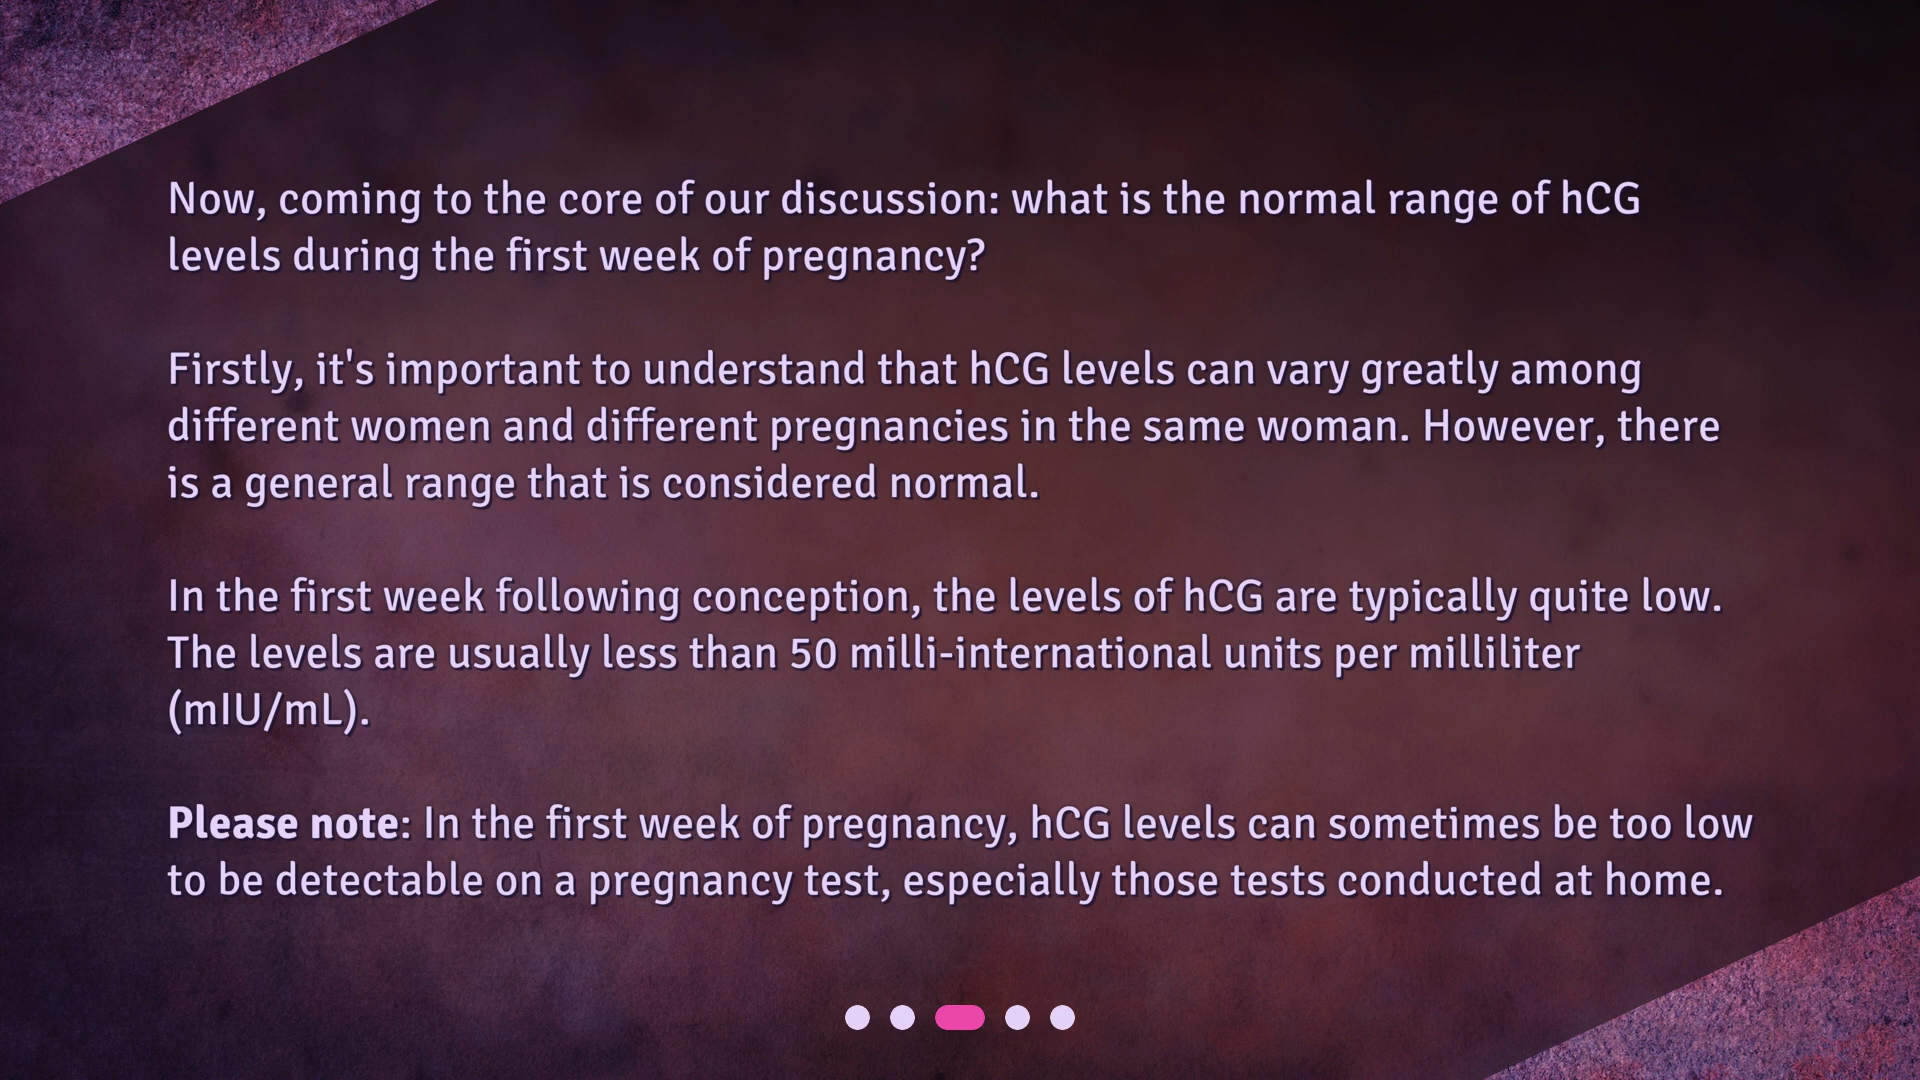 Now, coming to the core of our discussion: what is the normal range of hCG
levels during the first week of pregnancy?
Firstly, it's important to understand that hCG levels can vary greatly among
different women and different pregnancies in the same woman. However, there
is a general range that is considered normal.
In the first week following conception, the levels of hCG are typically quite low.
The levels are usually less than 50 milli-international units per milliliter
(mIU/mL).
Please note: In the first week of pregnancy, hCG levels can sometimes be too low
to be detectable on a pregnancy test, especially those tests conducted at home.